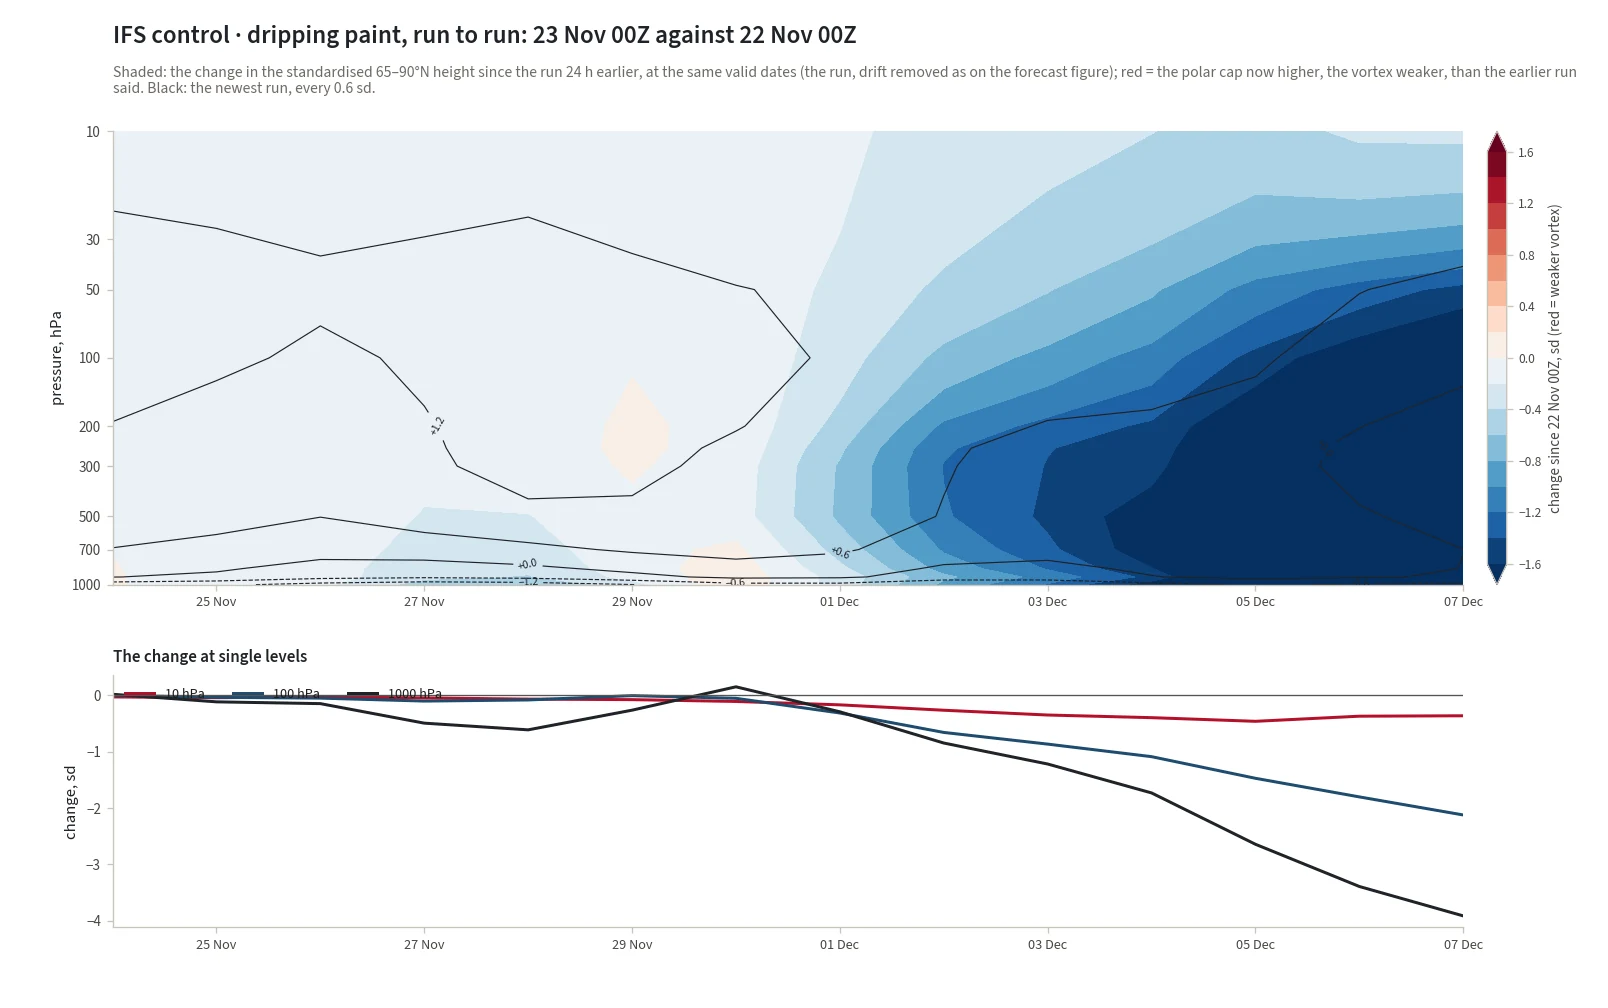 IFS control · dripping paint, run to run: 23 Nov 00Z against 22 Nov 00Z
Shaded: the change in the standardised 65–90°N height since the run 24 h earlier, at the same valid dates (the run, drift removed as on the forecast figure); red = the polar cap now higher, the vortex weaker, than the earlier run
said. Black: the newest run, every 0.6 sd.
pressure, hPa
10
30
50
100
200
300
500
700
1000
+1.2
+0.6
+0.0
−1.2
−0.6
25 Nov
27 Nov
29 Nov
01 Dec
03 Dec
05 Dec
07 Dec
1.6
1.2
0.8
0.4
0.0
−0.4
−0.8
−1.2
−1.6
change since 22 Nov 00Z, sd (red = weaker vortex)
The change at single levels
10 hPa
100 hPa
1000 hPa
change, sd
0
−1
−2
−3
−4
25 Nov
27 Nov
29 Nov
01 Dec
03 Dec
05 Dec
07 Dec